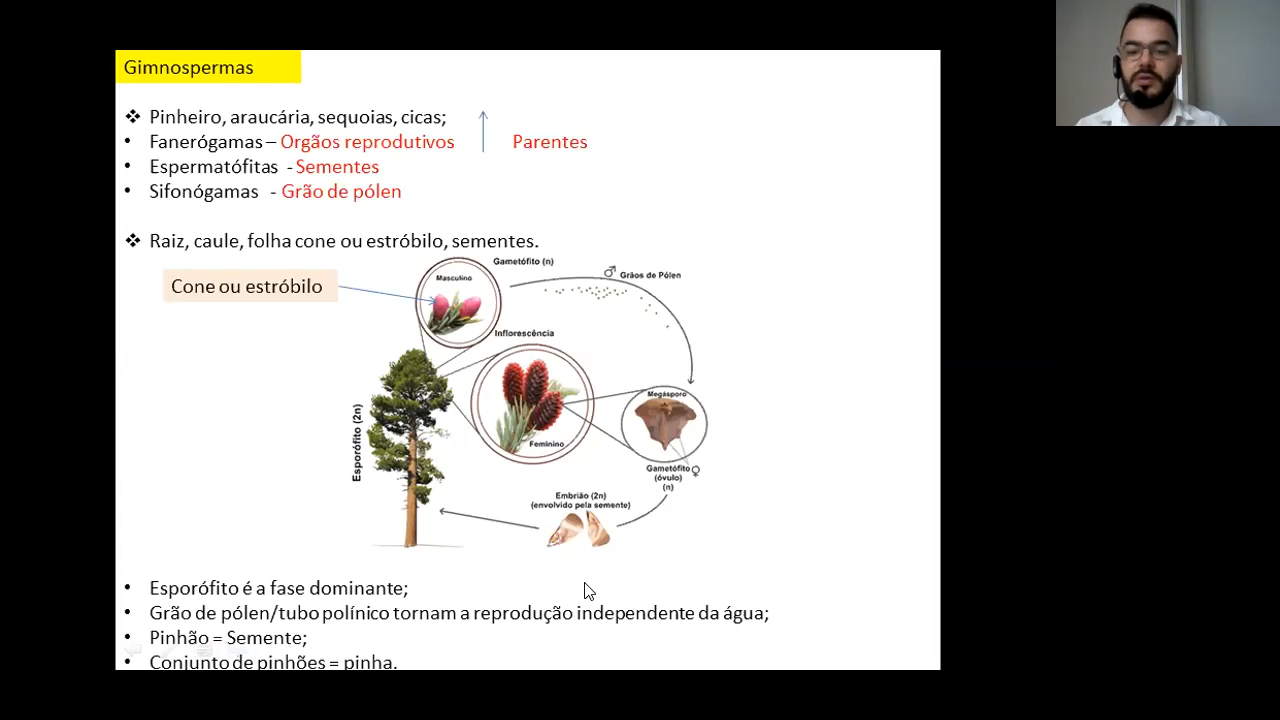 Gimnospermas
❖ Pinheiro, araucária, sequoias, cicas;
• Fanerógamas – Orgãos reprodutivos Parentes
• Espermatófitas - Sementes
• Sifonógamas - Grão de pólen
❖ Raiz, caule, folha cone ou estróbilo, sementes.
Gametófito (n)
Masculino
♂ Grãos de Pólen
Cone ou estróbilo
Inflorescência
Megásporo
Esporófito (2n)
Feminino
Gametófito ♀
(óvulo)
(n)
Embrião (2n)
(envolvido pela semente)
• Esporófito é a fase dominante;
• Grão de pólen/tubo polínico tornam a reprodução independente da água;
• Pinhão = Semente;
• Conjunto de pinhões = pinha.